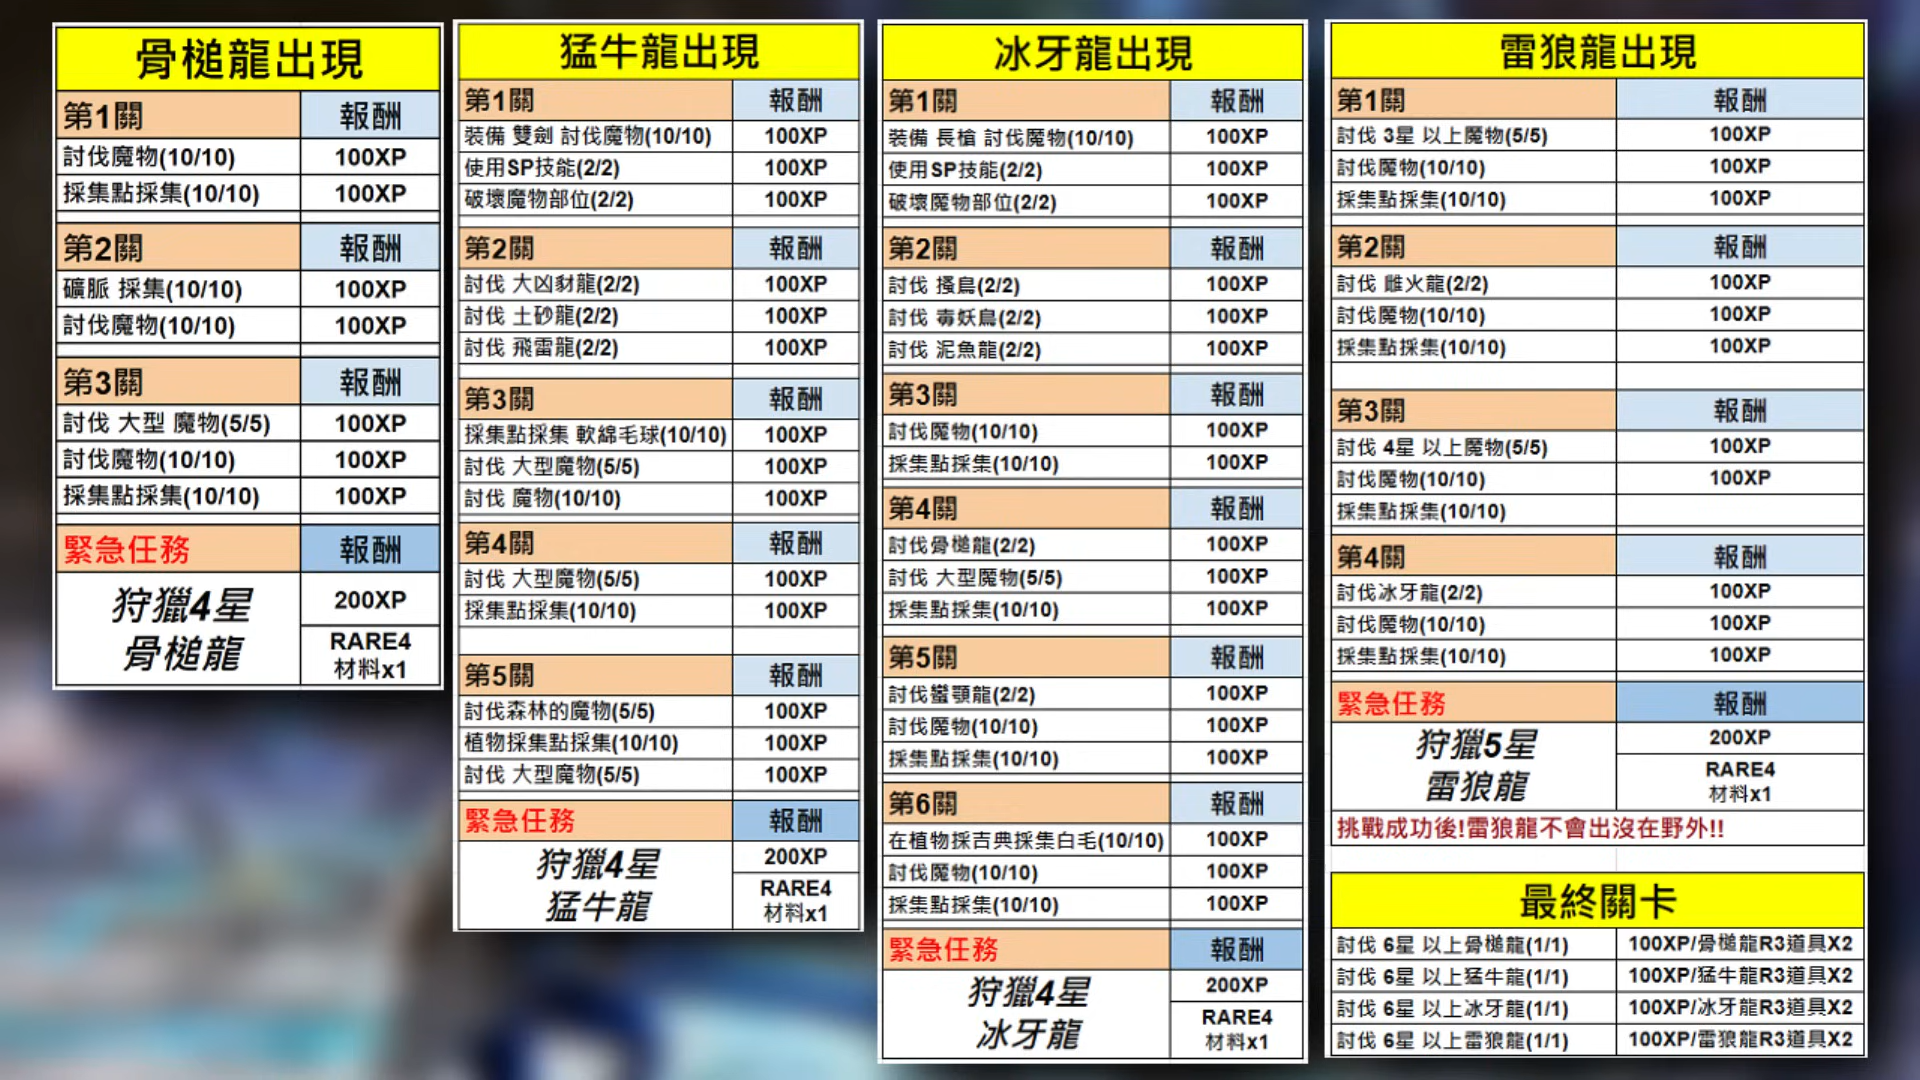 骨槌龍出現
第1關 報酬
討伐魔物(10/10) 100XP
採集點採集(10/10) 100XP
第2關 報酬
礦脈 採集(10/10) 100XP
討伐魔物(10/10) 100XP
第3關 報酬
討伐 大型 魔物(5/5) 100XP
討伐魔物(10/10) 100XP
採集點採集(10/10) 100XP
緊急任務 報酬
狩獵4星
骨槌龍
200XP
RARE4
材料x1
猛牛龍出現
第1關 報酬
裝備 雙劍 討伐魔物(10/10) 100XP
使用SP技能(2/2) 100XP
破壞魔物部位(2/2) 100XP
第2關 報酬
討伐 大凶豺龍(2/2) 100XP
討伐 土砂龍(2/2) 100XP
討伐 飛雷龍(2/2) 100XP
第3關 報酬
採集點採集 軟綿毛球(10/10) 100XP
討伐 大型魔物(5/5) 100XP
討伐 魔物(10/10) 100XP
第4關 報酬
討伐 大型魔物(5/5) 100XP
採集點採集(10/10) 100XP
第5關 報酬
討伐森林的魔物(5/5) 100XP
植物採集點採集(10/10) 100XP
討伐 大型魔物(5/5) 100XP
緊急任務 報酬
狩獵4星
猛牛龍
200XP
RARE4
材料x1
冰牙龍出現
第1關 報酬
裝備 長槍 討伐魔物(10/10) 100XP
使用SP技能(2/2) 100XP
破壞魔物部位(2/2) 100XP
第2關 報酬
討伐 搔鳥(2/2) 100XP
討伐 毒妖鳥(2/2) 100XP
討伐 泥魚龍(2/2) 100XP
第3關 報酬
討伐魔物(10/10) 100XP
採集點採集(10/10) 100XP
第4關 報酬
討伐骨槌龍(2/2) 100XP
討伐 大型魔物(5/5) 100XP
採集點採集(10/10) 100XP
第5關 報酬
討伐蠻顎龍(2/2) 100XP
討伐魔物(10/10) 100XP
採集點採集(10/10) 100XP
第6關 報酬
在植物採吉典採集白毛(10/10) 100XP
討伐魔物(10/10) 100XP
採集點採集(10/10) 100XP
緊急任務 報酬
狩獵4星
冰牙龍
200XP
RARE4
材料x1
雷狼龍出現
第1關 報酬
討伐 3星 以上魔物(5/5) 100XP
討伐魔物(10/10) 100XP
採集點採集(10/10) 100XP
第2關 報酬
討伐 雌火龍(2/2) 100XP
討伐魔物(10/10) 100XP
採集點採集(10/10) 100XP
第3關 報酬
討伐 4星 以上魔物(5/5) 100XP
討伐魔物(10/10) 100XP
採集點採集(10/10)
第4關 報酬
討伐冰牙龍(2/2) 100XP
討伐魔物(10/10) 100XP
採集點採集(10/10) 100XP
緊急任務 報酬
狩獵5星
雷狼龍
200XP
RARE4
材料x1
挑戰成功後!雷狼龍不會出沒在野外!!
最終關卡
討伐 6星 以上骨槌龍(1/1) 100XP/骨槌龍R3道具X2
討伐 6星 以上猛牛龍(1/1) 100XP/猛牛龍R3道具X2
討伐 6星 以上冰牙龍(1/1) 100XP/冰牙龍R3道具X2
討伐 6星 以上雷狼龍(1/1) 100XP/雷狼龍R3道具X2